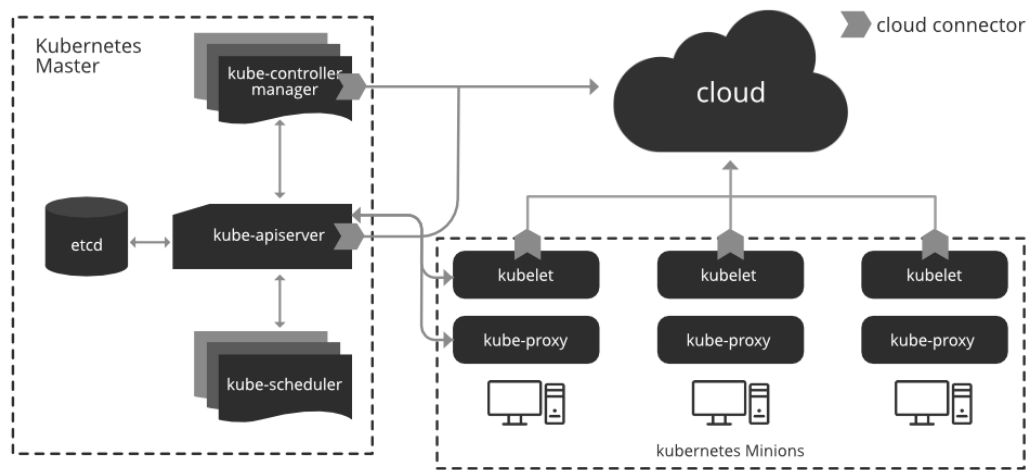 Kubernetes
Master
kube-controller
manager
cloud connector
cloud
etcd
kube-apiserver
kube-scheduler
kubelet
kubelet
kubelet
kube-proxy
kube-proxy
kube-proxy
kubernetes Minions